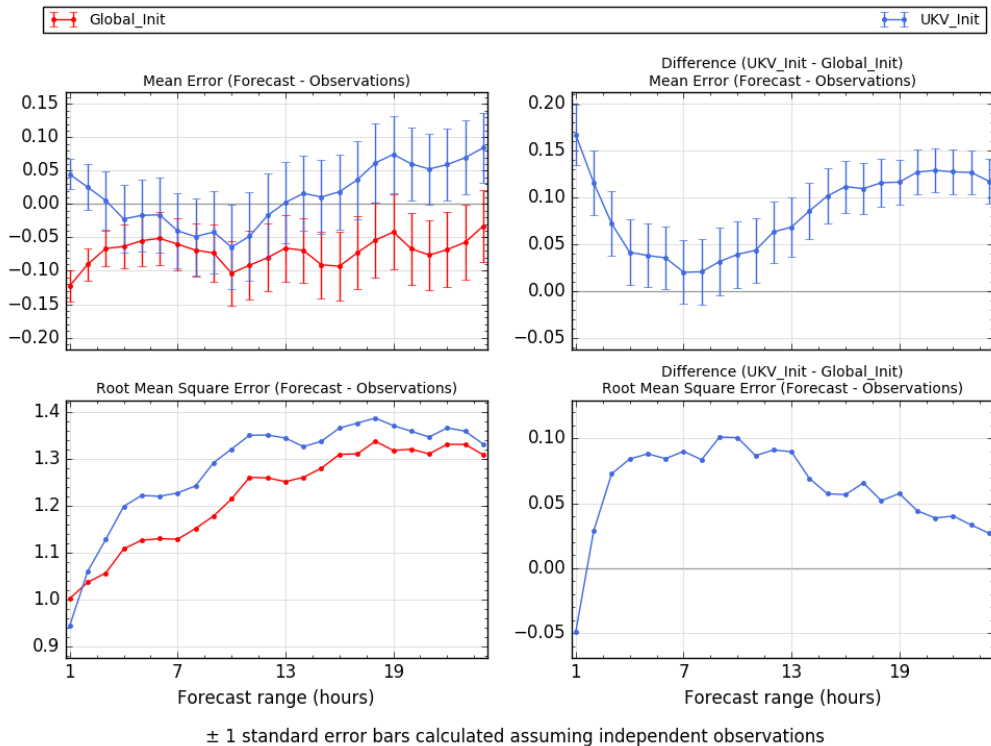 Global_Init UKV_Init
Mean Error (Forecast - Observations)
0.15
0.10
0.05
0.00
−0.05
−0.10
−0.15
−0.20
Difference (UKV_Init - Global_Init)
Mean Error (Forecast - Observations)
0.20
0.15
0.10
0.05
0.00
−0.05
Root Mean Square Error (Forecast - Observations)
1.4
1.3
1.2
1.1
1.0
0.9
1 7 13 19
Forecast range (hours)
Difference (UKV_Init - Global_Init)
Root Mean Square Error (Forecast - Observations)
0.10
0.05
0.00
−0.05
1 7 13 19
Forecast range (hours)
± 1 standard error bars calculated assuming independent observations